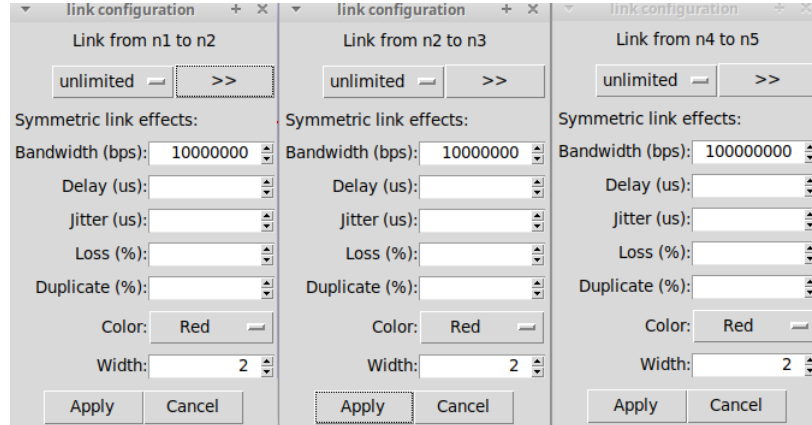 link configuration
Link from n1 to n2
unlimited >>
Symmetric link effects:
Bandwidth (bps): 10000000
Delay (us):
Jitter (us):
Loss (%):
Duplicate (%):
Color: Red
Width: 2
Apply Cancel
link configuration
Link from n2 to n3
unlimited >>
Symmetric link effects:
Bandwidth (bps): 10000000
Delay (us):
Jitter (us):
Loss (%):
Duplicate (%):
Color: Red
Width: 2
Apply Cancel
link configuration
Link from n4 to n5
unlimited >>
Symmetric link effects:
Bandwidth (bps): 100000000
Delay (us):
Jitter (us):
Loss (%):
Duplicate (%):
Color: Red
Width: 2
Apply Cancel